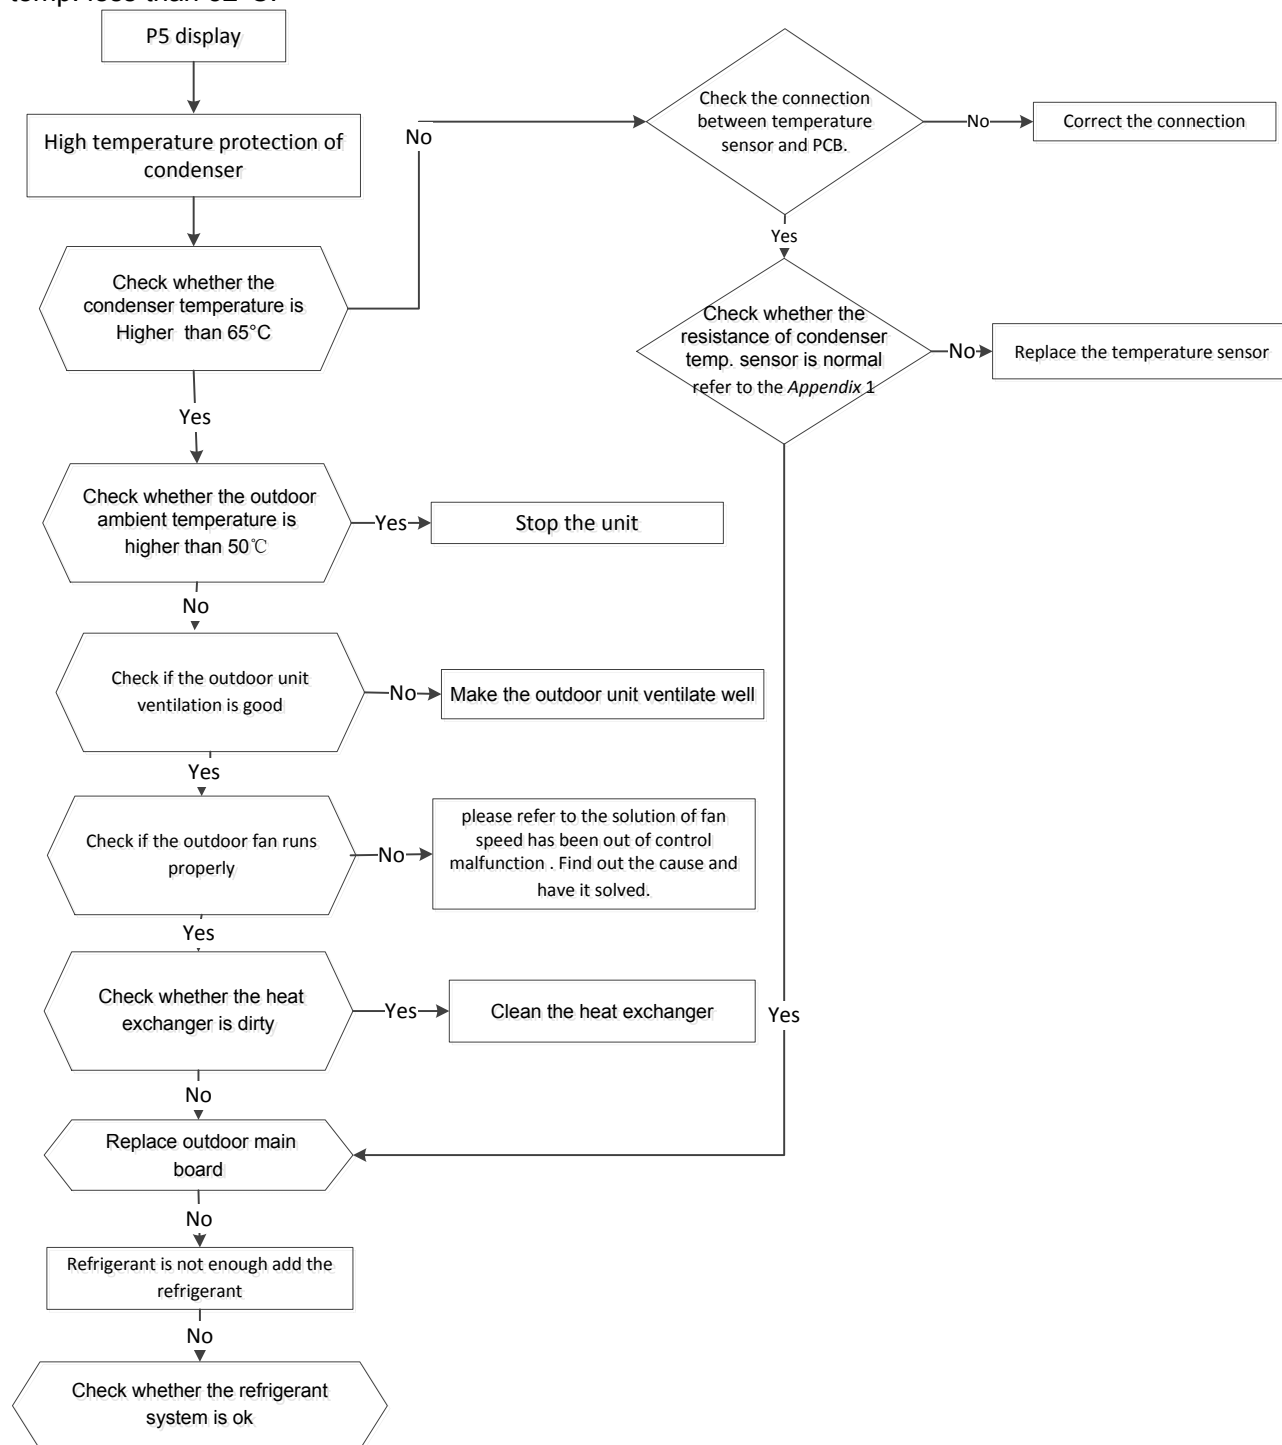 P5 display
High temperature protection of
condenser
No
Check the connection
between temperature
sensor and PCB.
No
Correct the connection
Yes
Check whether the
condenser temperature is
Higher than 65°C
Check whether the
resistance of condenser
temp. sensor is normal
refer to the Appendix 1
No
Replace the temperature sensor
Yes
Check whether the outdoor
ambient temperature is
higher than 50℃
Yes
Stop the unit
No
Check if the outdoor unit
ventilation is good
No
Make the outdoor unit ventilate well
Yes
Check if the outdoor fan runs
properly
No
please refer to the solution of fan
speed has been out of control
malfunction . Find out the cause and
have it solved.
Yes
Check whether the heat
exchanger is dirty
Yes
Clean the heat exchanger
Yes
No
Replace outdoor main
board
No
Refrigerant is not enough add the
refrigerant
No
Check whether the refrigerant
system is ok